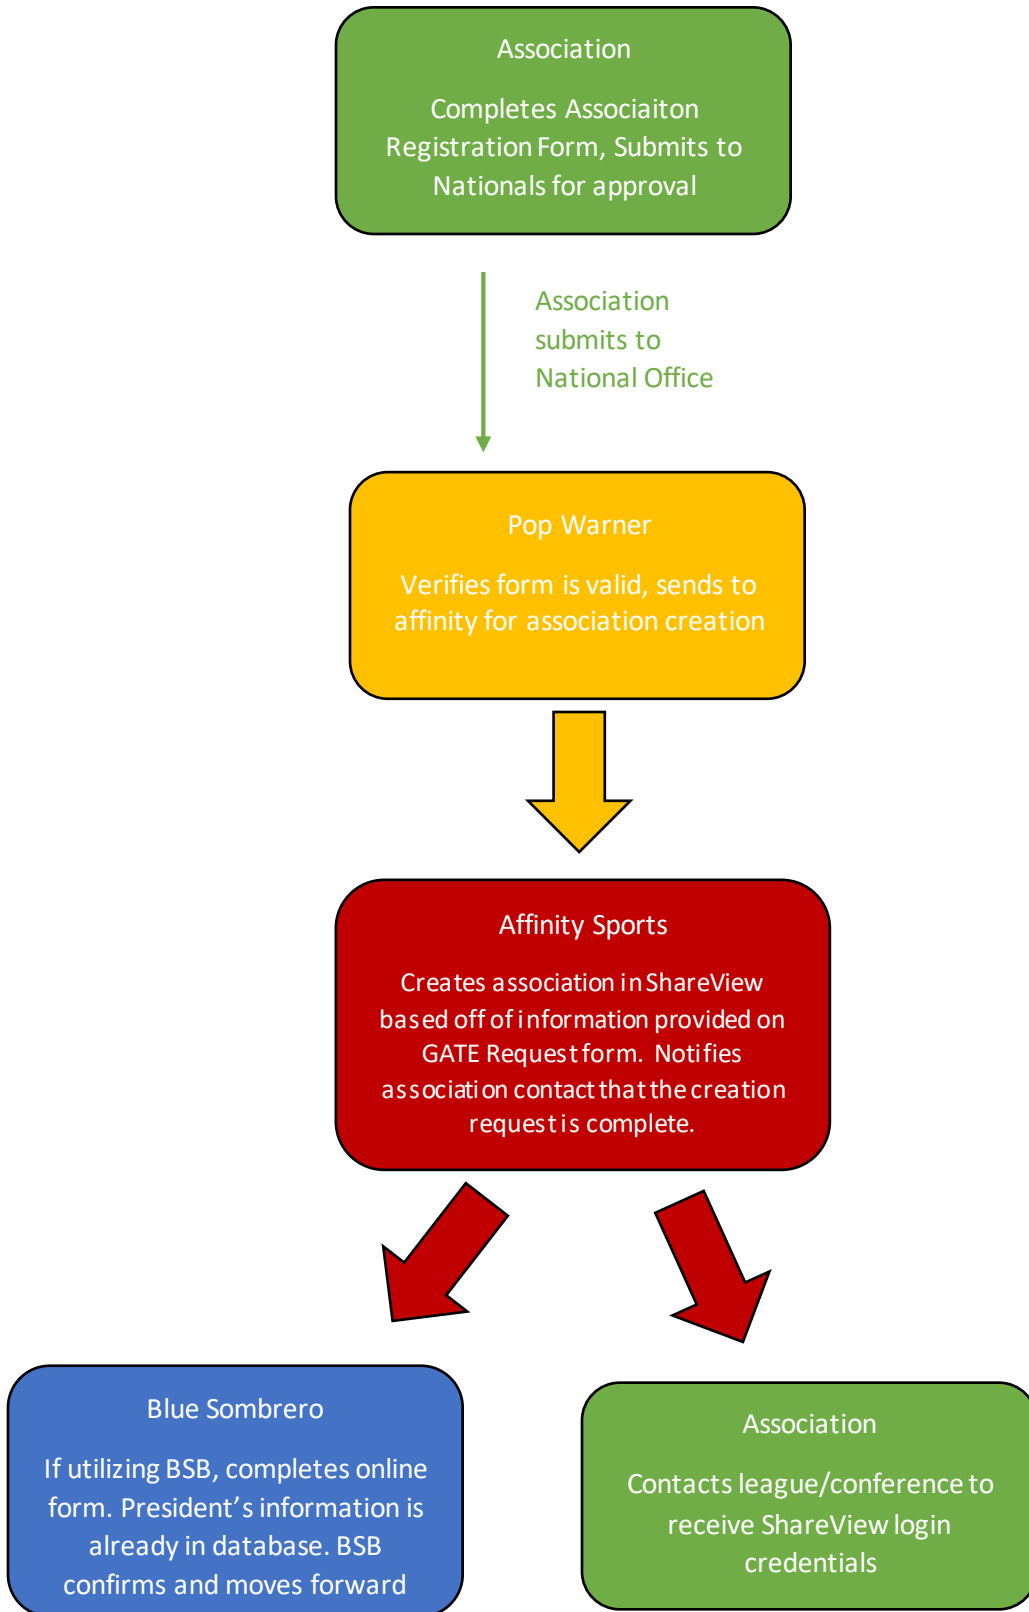 Association
Completes Associaiton
Registration Form, Submits to
Nationals for approval
Association
submits to
National Office
Pop Warner
Verifies form is valid, sends to
affinity for association creation
Affinity Sports
Creates association in ShareView
based off of information provided on
GATE Request form.  Notifies
association contact that the creation
request is complete.
Blue Sombrero
If utilizing BSB, completes online
form. President’s information is
already in database. BSB
confirms and moves forward
Association
Contacts league/conference to
receive ShareView login
credentials